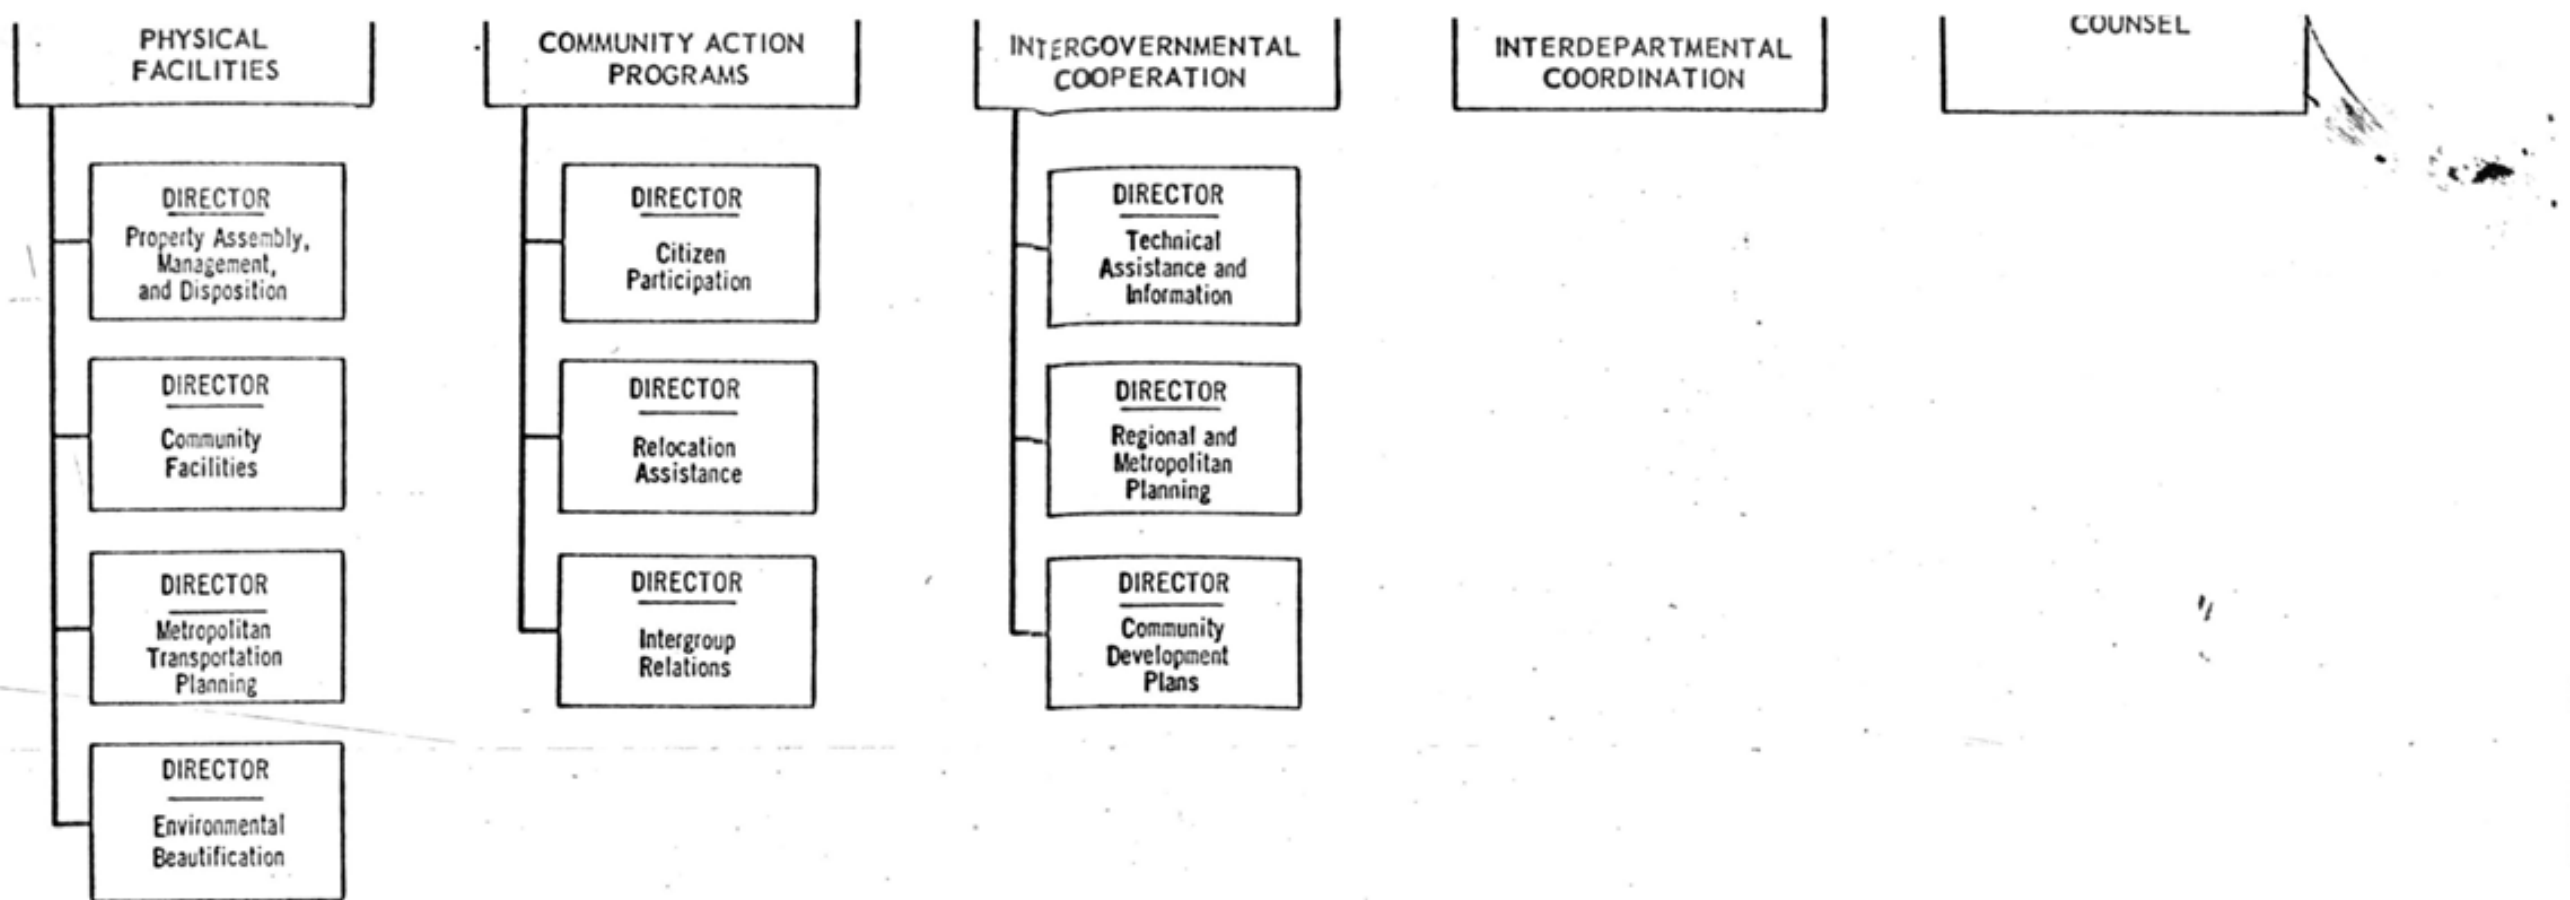 PHYSICAL
FACILITIES
DIRECTOR
Property Assembly,
Management,
and Disposition
DIRECTOR
Community
Facilities
DIRECTOR
Metropolitan
Transportation
Planning
DIRECTOR
Environmental
Beautification
COMMUNITY ACTION
PROGRAMS
DIRECTOR
Citizen
Participation
DIRECTOR
Relocation
Assistance
DIRECTOR
Intergroup
Relations
INTERGOVERNMENTAL
COOPERATION
DIRECTOR
Technical
Assistance and
Information
DIRECTOR
Regional and
Metropolitan
Planning
DIRECTOR
Community
Development
Plans
INTERDEPARTMENTAL
COORDINATION
COUNSEL